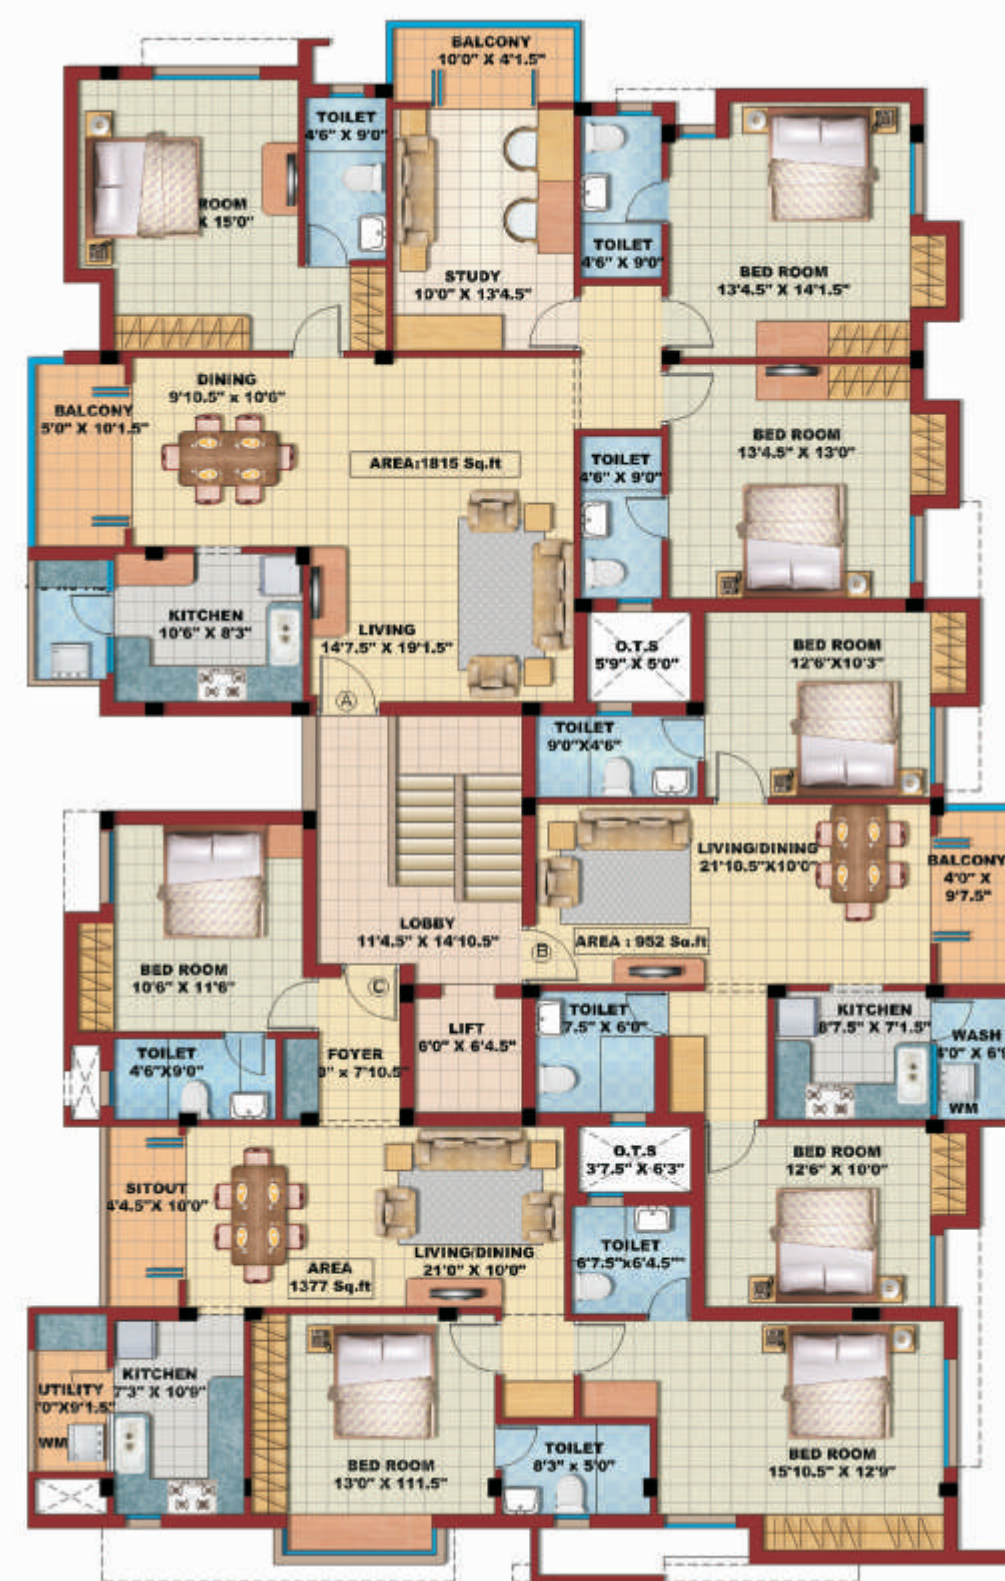 BALCONY
10'0" X 4'1.5"
TOILET
4'6" X 9'0"
ROOM
X 15'0"
STUDY
10'0" X 13'4.5"
TOILET
4'6" X 9'0"
BED ROOM
13'4.5" X 14'1.5"
DINING
9'10.5" x 10'6"
BALCONY
5'0" X 10'1.5"
AREA:1815 Sq.ft
BED ROOM
13'4.5" X 13'0"
TOILET
4'6" X 9'0"
KITCHEN
10'6" X 8'3"
LIVING
14'7.5" X 19'1.5"
A
O.T.S
5'9" X 5'0"
BED ROOM
12'6"X10'3"
TOILET
9'0"X4'6"
LIVING/DINING
21'10.5"X10'0"
BALCONY
4'0" X
9'7.5"
LOBBY
11'4.5" X 14'10.5"
B
AREA : 952 Sq.ft
BED ROOM
10'6" X 11'6"
C
LIFT
6'0" X 6'4.5"
TOILET
7.5" X 6'0"
KITCHEN
8'7.5" X 7'1.5"
WASH
WM
TOILET
4'6"X9'0"
FOYER
x 7'10.5"
O.T.S
3'7.5" X 6'3"
BED ROOM
12'6" X 10'0"
SITOUT
4'4.5"X 10'0"
LIVING/DINING
21'0" X 10'0"
AREA
1377 Sq.ft
TOILET
6'7.5"x6'4.5"
KITCHEN
7'3" X 10'9"
UTILITY
'0"X9'1.5"
WM
BED ROOM
13'0" X 111.5"
TOILET
8'3" x 5'0"
BED ROOM
15'10.5" X 12'9"